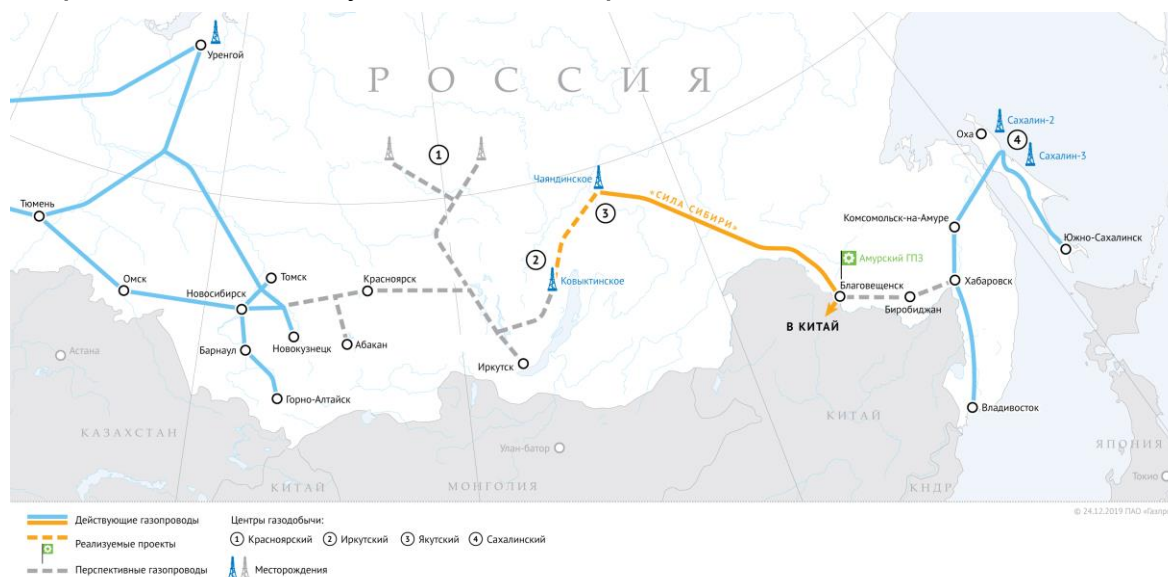 Уренгой
РОССИЯ
1
Оха
Сахалин-2
4
Сахалин-3
Чаяндинское
3
«СИЛА СИБИРИ»
Тюмень
Комсомольск-на-Амуре
Южно-Сахалинск
2
Ковыктинское
Амурский ГПЗ
Омск
Томск
Новосибирск
Красноярск
Благовещенск
Хабаровск
Биробиджан
В КИТАЙ
Астана
Барнаул
Новокузнецк
Абакан
Иркутск
Горно-Алтайск
Владивосток
КАЗАХСТАН
КИТАЙ
ЯПОНИЯ
Улан-батор
Токио
КИТАЙ
МОНГОЛИЯ
КНДР
© 24.12.2019 ПАО «Газпр
Действующие газопроводы
Центры газодобычи:
Реализуемые проекты
1 Красноярский 2 Иркутский 3 Якутский 4 Сахалинский
Перспективные газопроводы
Месторождения